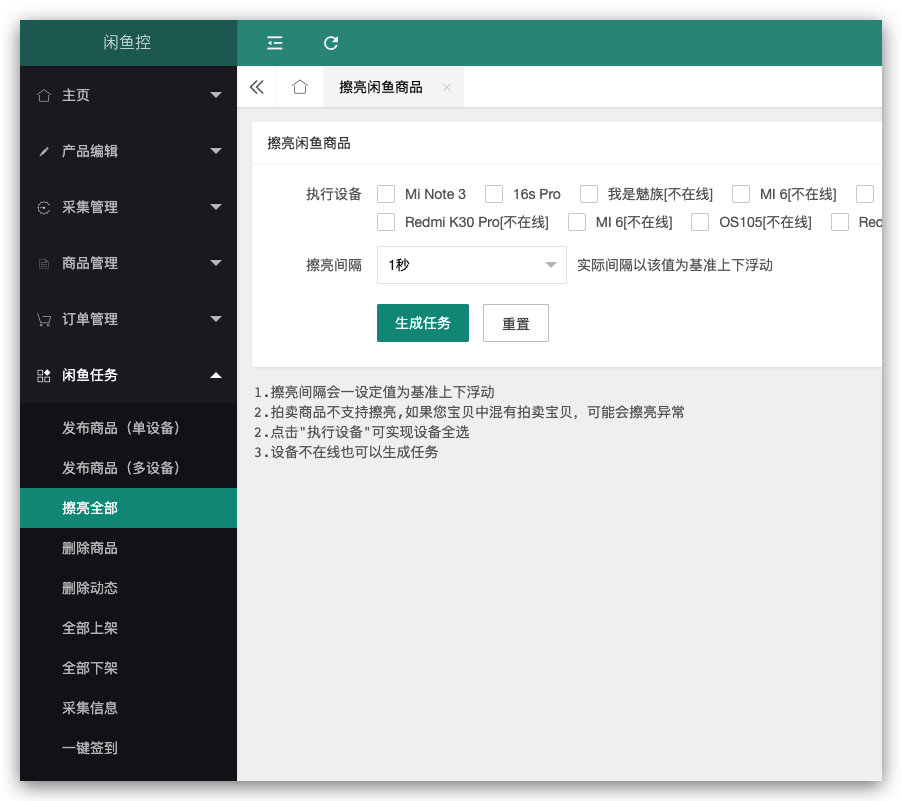 闲鱼控
主页
产品编辑
采集管理
商品管理
订单管理
闲鱼任务
发布商品（单设备）
发布商品（多设备）
擦亮全部
删除商品
删除动态
全部上架
全部下架
采集信息
一键签到
擦亮闲鱼商品
擦亮闲鱼商品
执行设备 Mi Note 3 16s Pro 我是魅族[不在线] MI 6[不在线]
Redmi K30 Pro[不在线] MI 6[不在线] OS105[不在线] Rec
擦亮间隔 1秒 实际间隔以该值为基准上下浮动
生成任务 重置
1.擦亮间隔会一设定值为基准上下浮动
2.拍卖商品不支持擦亮,如果您宝贝中混有拍卖宝贝，可能会擦亮异常
2.点击"执行设备"可实现设备全选
3.设备不在线也可以生成任务